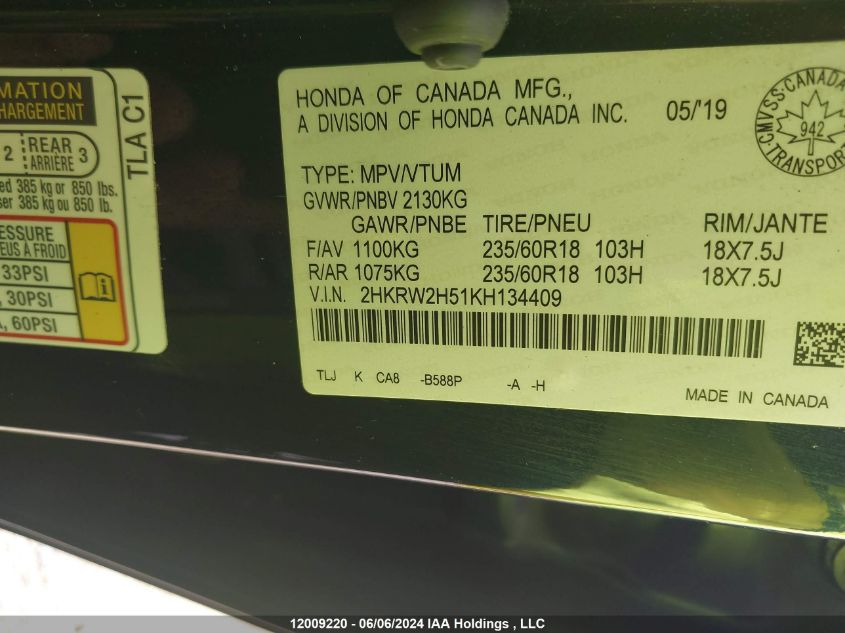 MATION
HARGEMENT
2 REAR 3
ARRIÈRE
ed 385 kg or 850 lbs.
ser 385 kg ou 850 lb.
ESSURE
EUS À FROID
33PSI
, 30PSI
A, 60PSI
TLA C1
HONDA OF CANADA MFG.,
A DIVISION OF HONDA CANADA INC. 05/'19
CMVSS·CANADA
942
TRANSPORT
TYPE: MPV/VTUM
GVWR/PNBV 2130KG
GAWR/PNBE TIRE/PNEU RIM/JANTE
F/AV 1100KG 235/60R18 103H 18X7.5J
R/AR 1075KG 235/60R18 103H 18X7.5J
V.I.N. 2HKRW2H51KH134409
TLJ K CA8 -B588P -A -H
MADE IN CANADA
12009220 - 06/06/2024 IAA Holdings , LLC